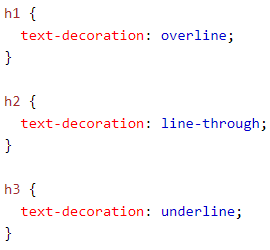 h1 {
  text-decoration: overline;
}

h2 {
  text-decoration: line-through;
}

h3 {
  text-decoration: underline;
}